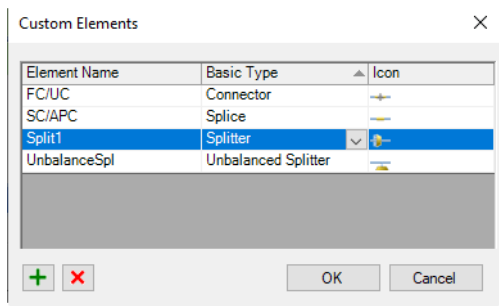 Custom Elements
Element Name Basic Type Icon
FC/UC Connector
SC/APC Splice
Split1 Splitter
UnbalanceSpl Unbalanced Splitter
OK Cancel